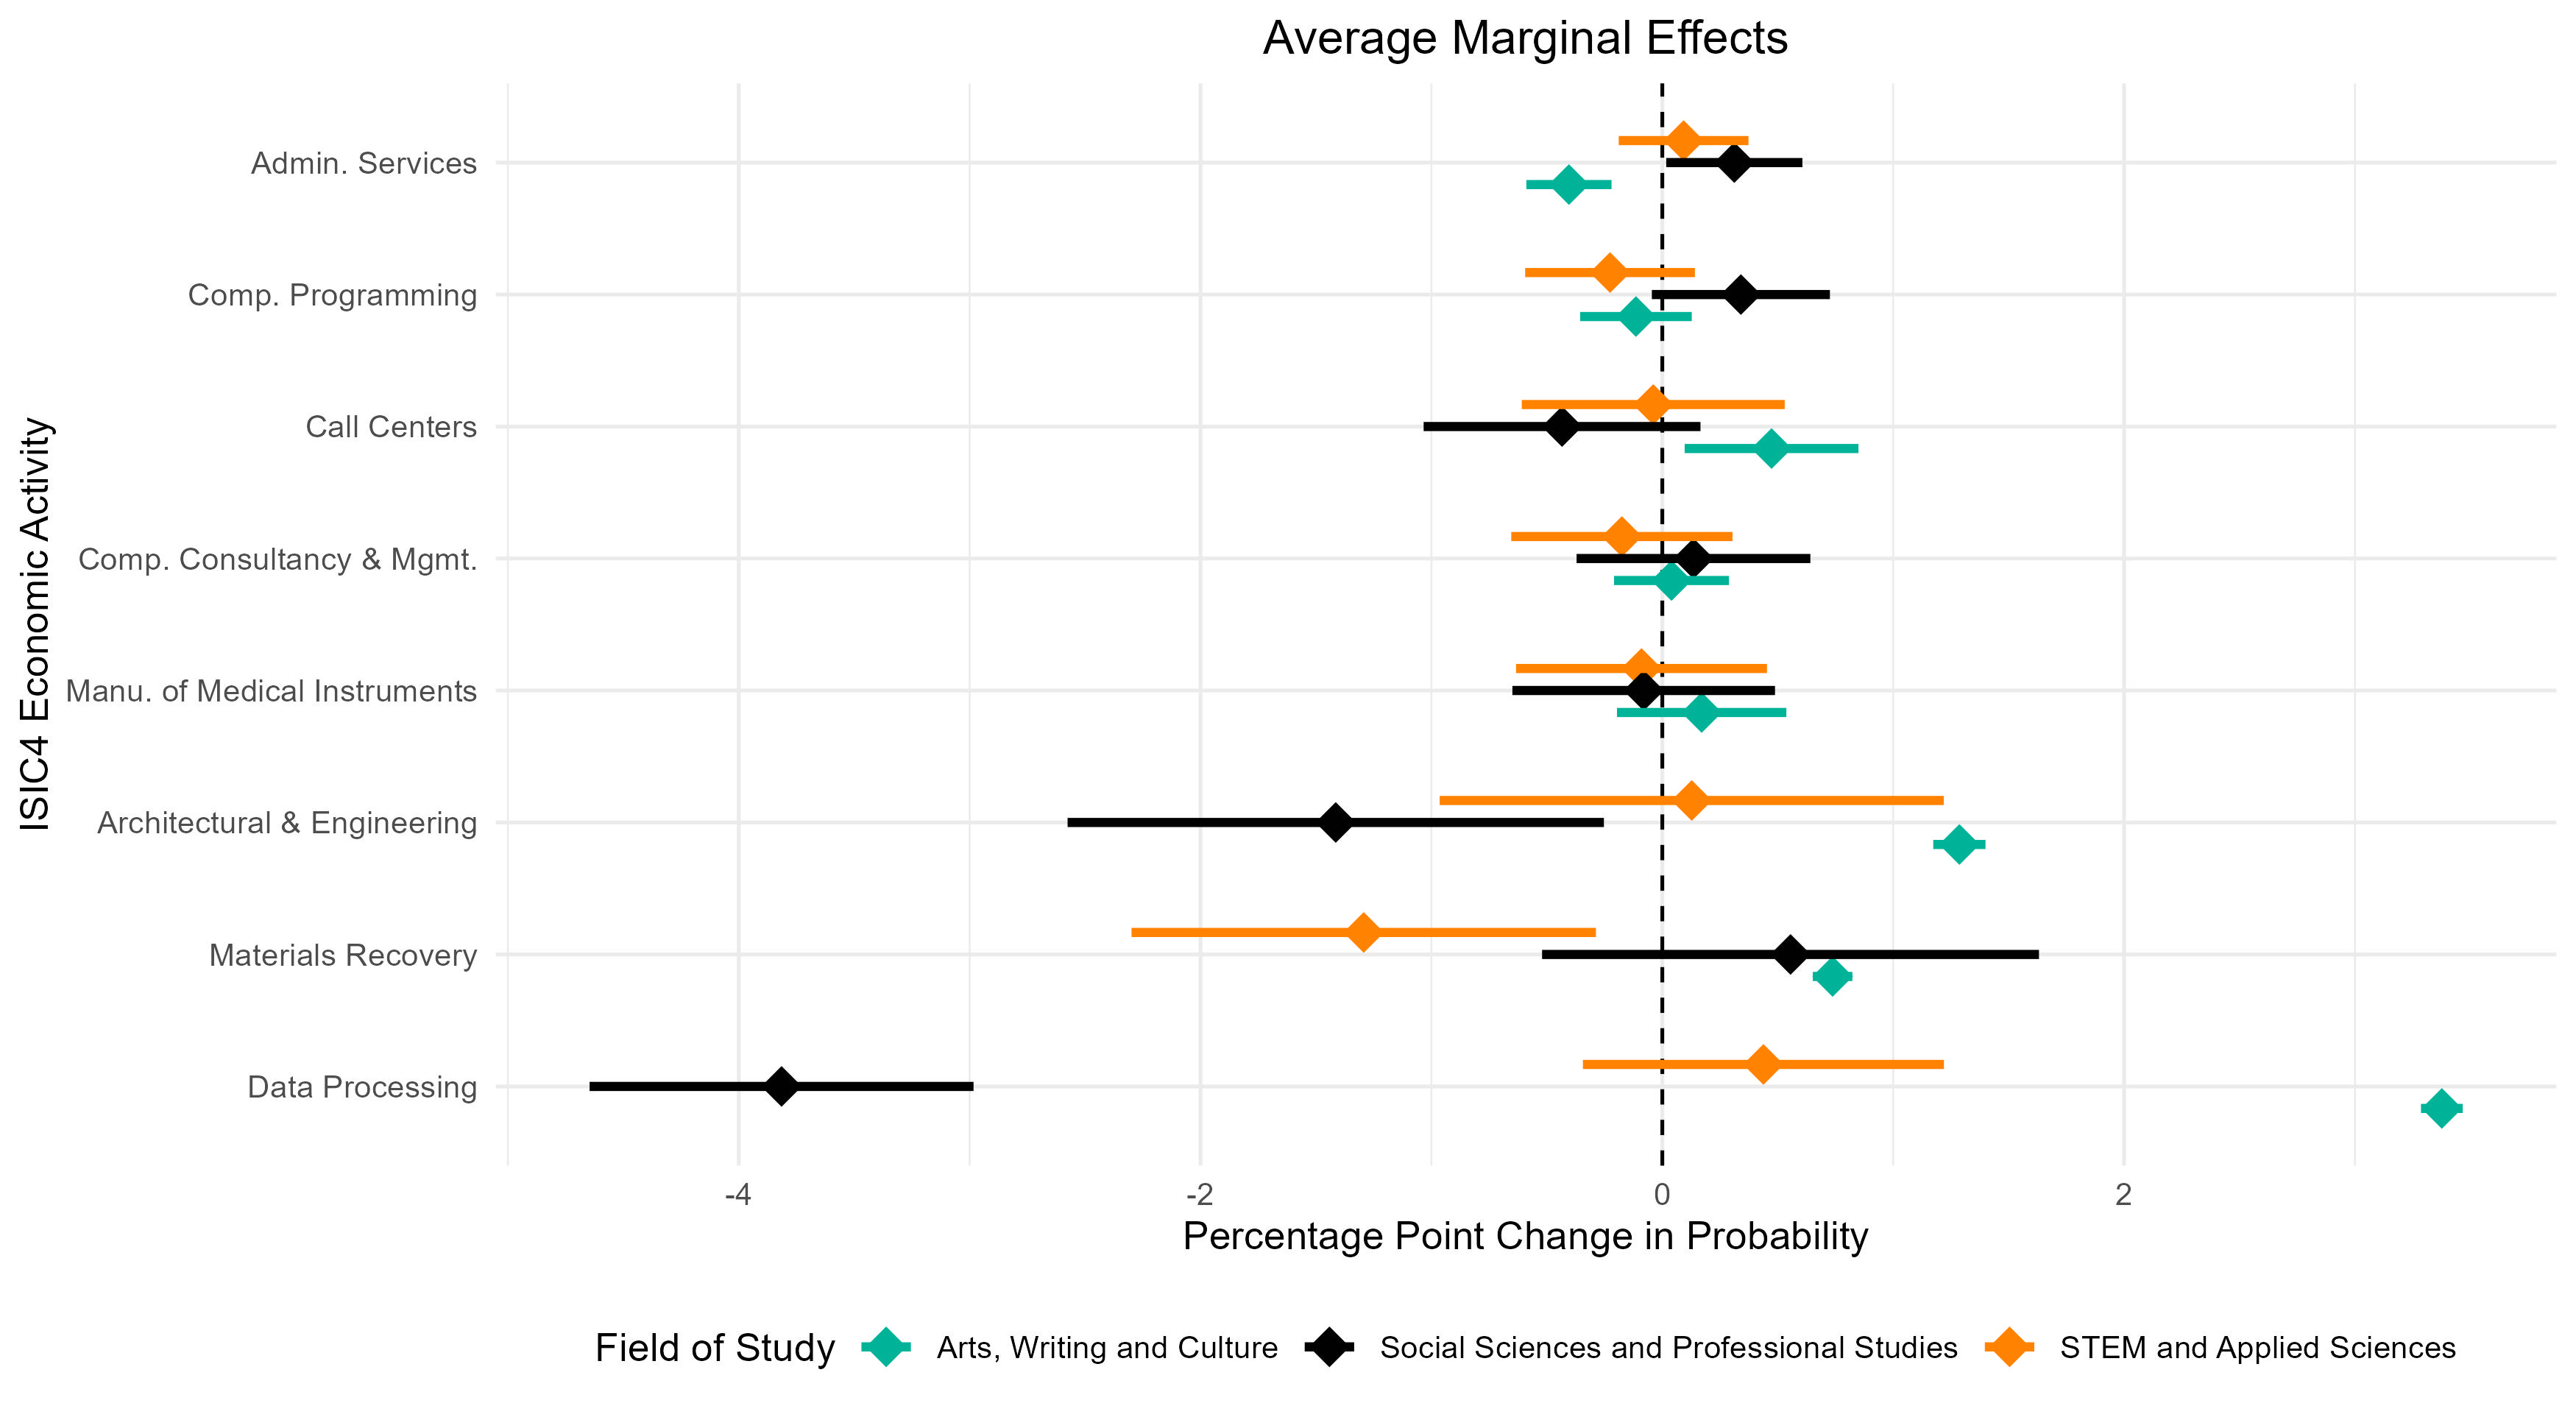 Average Marginal Effects
ISIC4 Economic Activity
Admin. Services
Comp. Programming
Call Centers
Comp. Consultancy & Mgmt.
Manu. of Medical Instruments
Architectural & Engineering
Materials Recovery
Data Processing
-4 -2 0 2
Percentage Point Change in Probability
Field of Study Arts, Writing and Culture Social Sciences and Professional Studies STEM and Applied Sciences